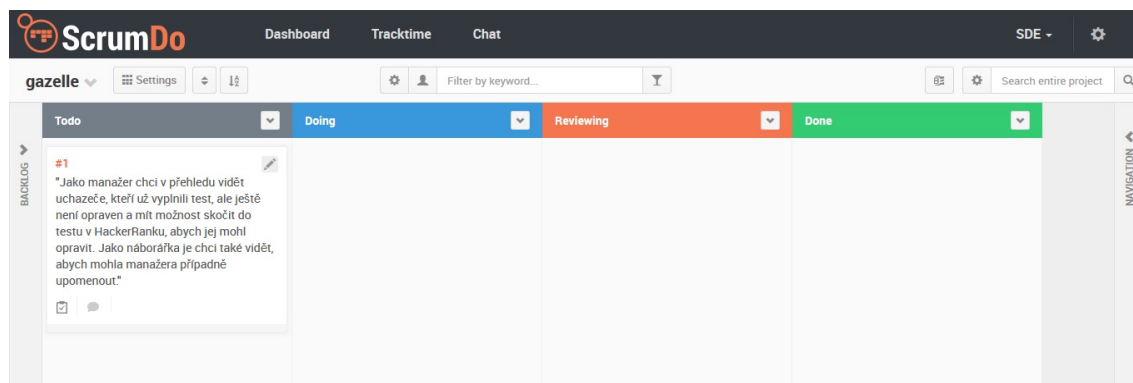 ScrumDo Dashboard Tracktime Chat SDE
gazelle Settings Filter by keyword... Search entire project
Todo Doing Reviewing Done
BACKLOG
#1
"Jako manažer chci v přehledu vidět
uchazeče, kteří už vyplnili test, ale ještě
není opraven a mít možnost skočit do
testu v HackerRanku, abych jej mohl
opravit. Jako náborářka je chci také vidět,
abych mohla manažera případně
upomenout."
NAVIGATION